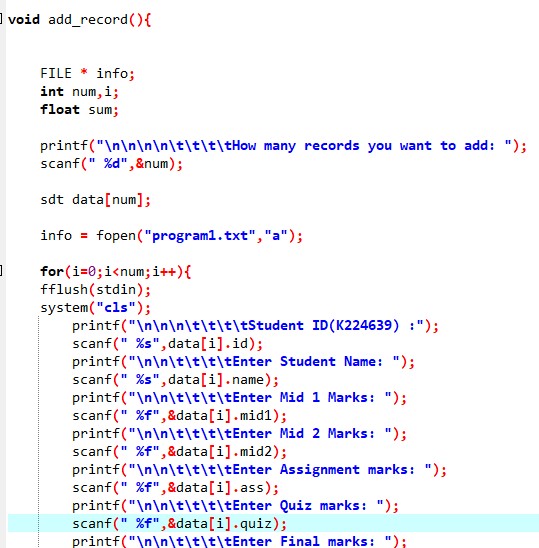 void add_record(){
FILE * info;
int num,i;
float sum;
printf("\n\n\n\n\t\t\t\tHow many records you want to add: ");
scanf(" %d",&num);
sdt data[num];
info = fopen("program1.txt","a");
for(i=0;i<num;i++){
fflush(stdin);
system("cls");
printf("\n\n\n\t\t\t\tStudent ID(K224639) :");
scanf(" %s",data[i].id);
printf("\n\n\t\t\t\tEnter Student Name: ");
scanf(" %s",data[i].name);
printf("\n\n\t\t\t\tEnter Mid 1 Marks: ");
scanf(" %f",&data[i].mid1);
printf("\n\n\t\t\t\tEnter Mid 2 Marks: ");
scanf(" %f",&data[i].mid2);
printf("\n\n\t\t\t\tEnter Assignment marks: ");
scanf(" %f",&data[i].ass);
printf("\n\n\t\t\t\tEnter Quiz marks: ");
scanf(" %f",&data[i].quiz);
printf("\n\n\t\t\t\tEnter Final marks: ");